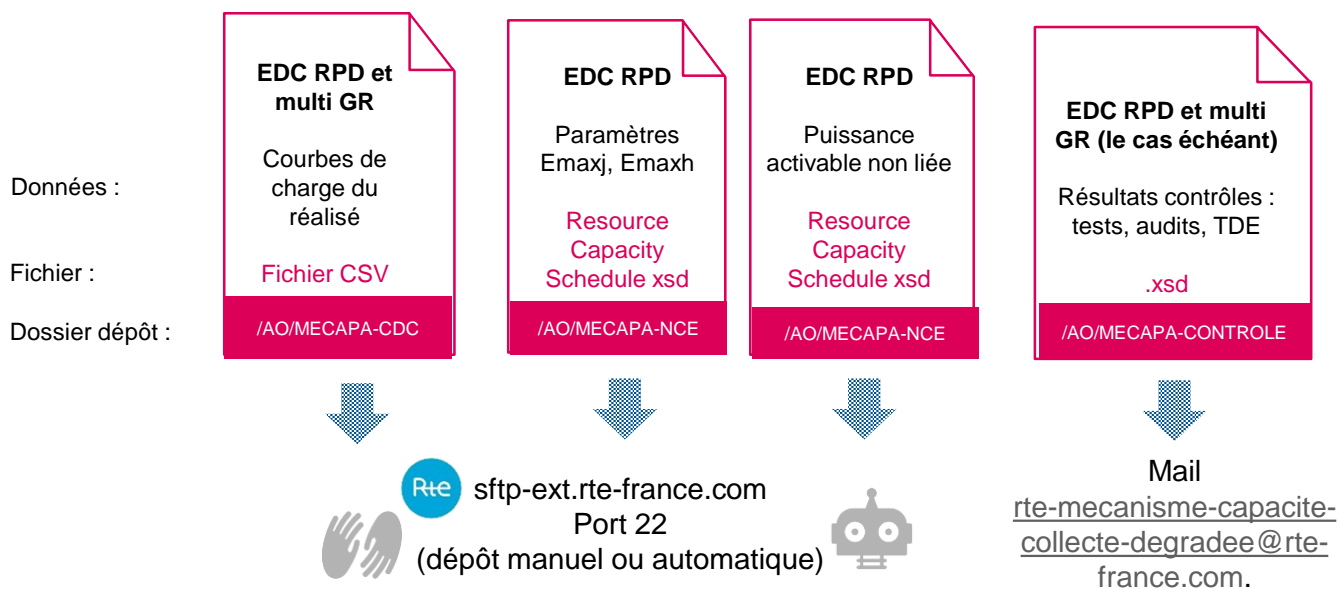 EDC RPD et
multi GR
Courbes de
charge du
réalisé
Fichier CSV
/AO/MECAPA-CDC
EDC RPD
Paramètres
Emaxj, Emaxh
Resource
Capacity
Schedule xsd
/AO/MECAPA-NCE
EDC RPD
Puissance
activable non liée
Resource
Capacity
Schedule xsd
/AO/MECAPA-NCE
EDC RPD et multi
GR (le cas échéant)
Résultats contrôles :
tests, audits, TDE
.xsd
/AO/MECAPA-CONTROLE
Données :
Fichier :
Dossier dépôt :
Rte
sftp-ext.rte-france.com
Port 22
(dépôt manuel ou automatique)
Mail
rte-mecanisme-capacite-
collecte-degradee@rte-
france.com.